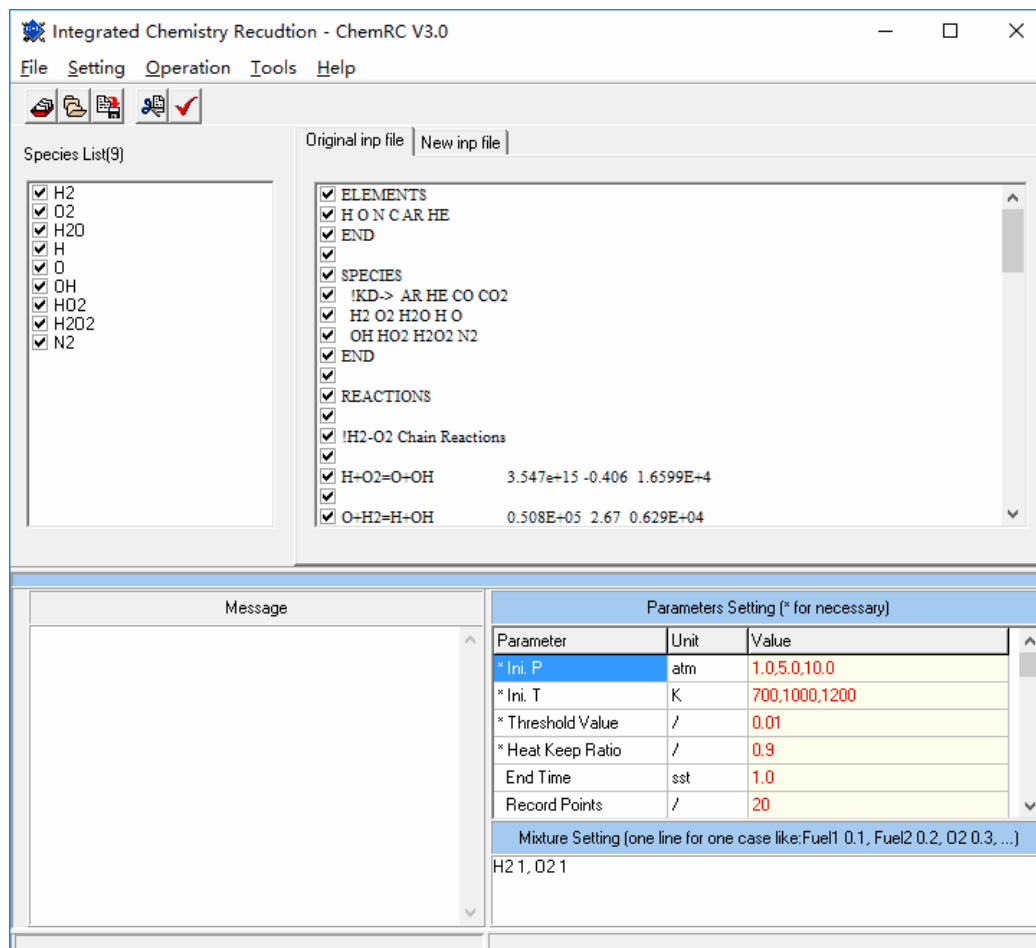 Integrated Chemistry Recudtion - ChemRC V3.0
File Setting Operation Tools Help
Species List(9)
H2
O2
H2O
H
O
OH
HO2
H2O2
N2
Original inp file New inp file
ELEMENTS
H O N C AR HE
END
SPECIES
!KD-> AR HE CO CO2
H2 O2 H2O H O
OH HO2 H2O2 N2
END
REACTIONS
!H2-O2 Chain Reactions
H+O2=O+OH 3.547e+15 -0.406 1.6599E+4
O+H2=H+OH 0.508E+05 2.67 0.629E+04
Message
Parameters Setting (* for necessary)
Parameter Unit Value
* Ini. P atm 1.0,5.0,10.0
* Ini. T K 700,1000,1200
* Threshold Value / 0.01
* Heat Keep Ratio / 0.9
End Time sst 1.0
Record Points / 20
Mixture Setting (one line for one case like:Fuel1 0.1, Fuel2 0.2, O2 0.3, ...)
H2 1, O2 1